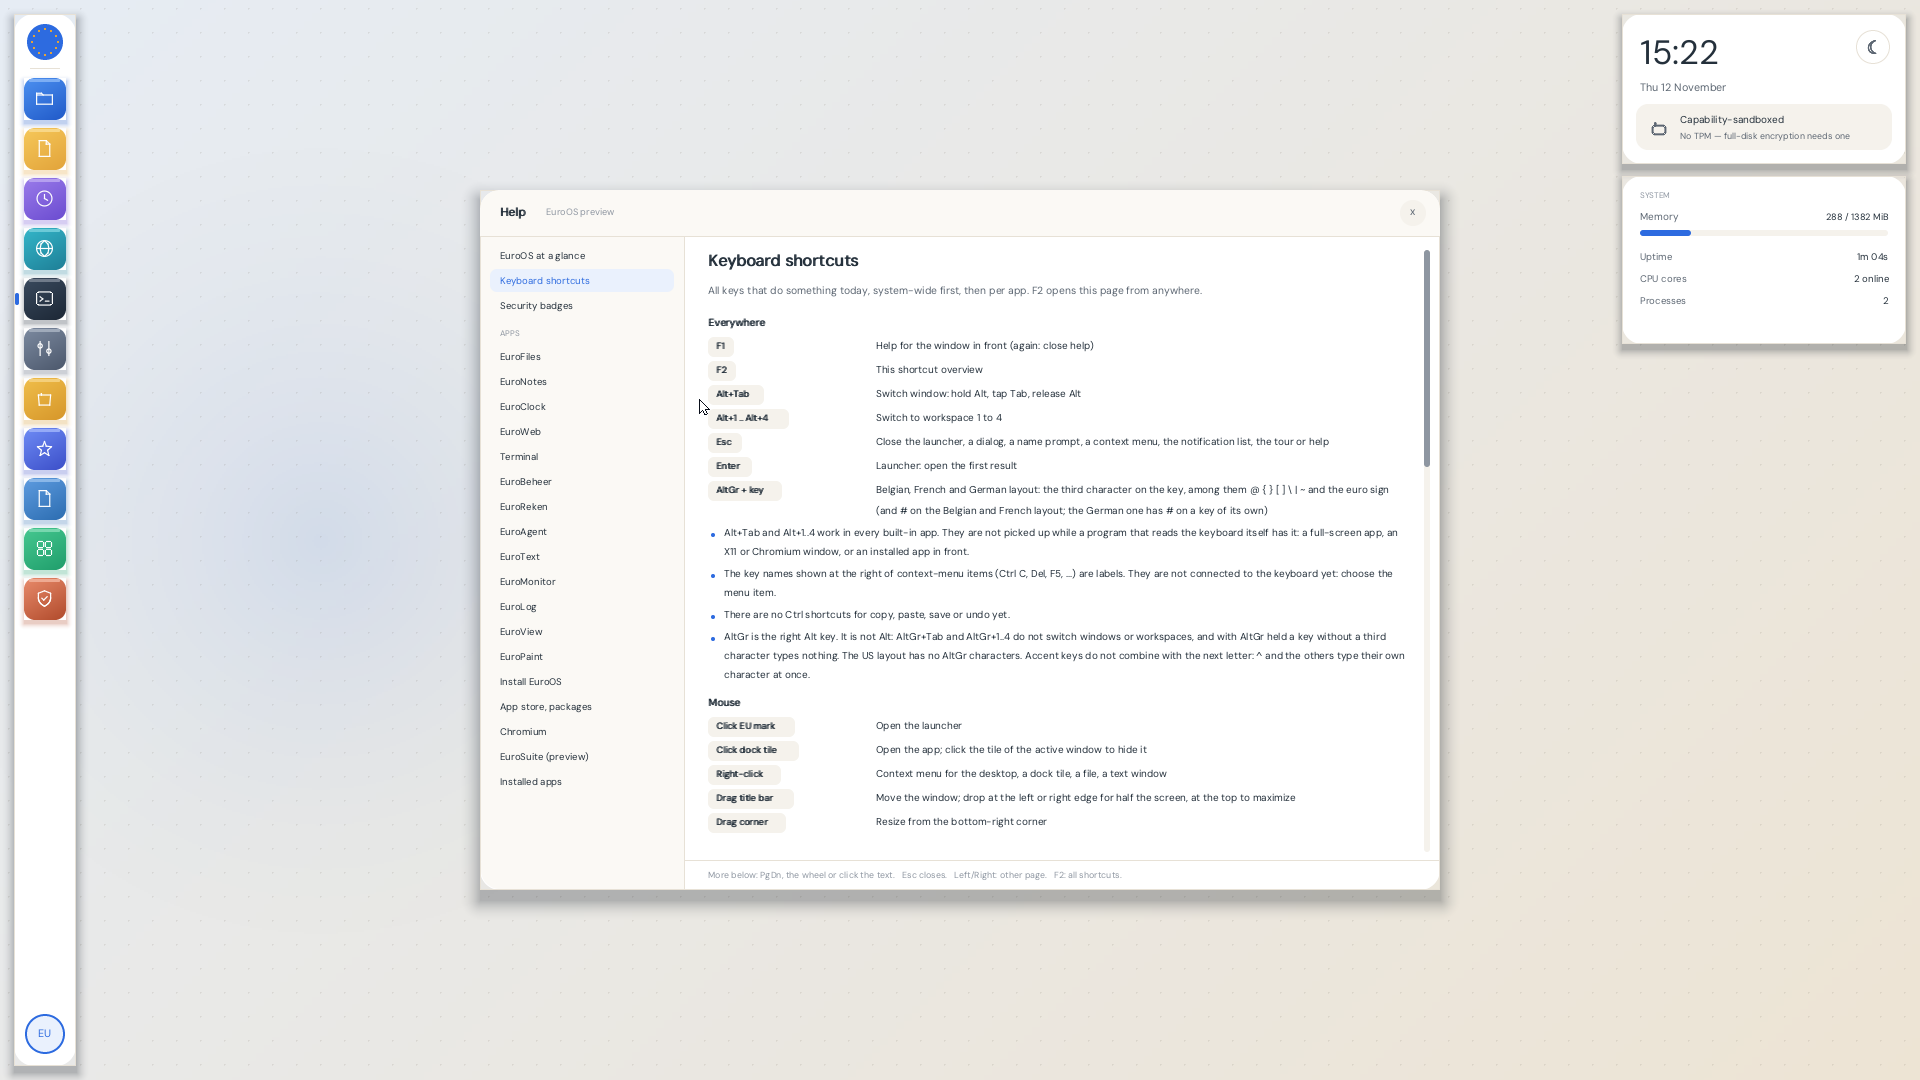 Help EuroOS preview x
EuroOS at a glance
Keyboard shortcuts
Security badges
APPS
EuroFiles
EuroNotes
EuroClock
EuroWeb
Terminal
EuroBeheer
EuroReken
EuroAgent
EuroText
EuroMonitor
EuroLog
EuroView
EuroPaint
Install EuroOS
App store, packages
Chromium
EuroSuite (preview)
Installed apps
Keyboard shortcuts
All keys that do something today, system-wide first, then per app. F2 opens this page from anywhere.
Everywhere
F1 Help for the window in front (again: close help)
F2 This shortcut overview
Alt+Tab Switch window: hold Alt, tap Tab, release Alt
Alt+1 .. Alt+4 Switch to workspace 1 to 4
Esc Close the launcher, a dialog, a name prompt, a context menu, the notification list, the tour or help
Enter Launcher: open the first result
AltGr + key Belgian, French and German layout: the third character on the key, among them @ { } [ ] \ | ~ and the euro sign
(and # on the Belgian and French layout; the German one has # on a key of its own)
Alt+Tab and Alt+1..4 work in every built-in app. They are not picked up while a program that reads the keyboard itself has it: a full-screen app, an
X11 or Chromium window, or an installed app in front.
The key names shown at the right of context-menu items (Ctrl C, Del, F5, ...) are labels. They are not connected to the keyboard yet: choose the
menu item.
There are no Ctrl shortcuts for copy, paste, save or undo yet.
AltGr is the right Alt key. It is not Alt: AltGr+Tab and AltGr+1..4 do not switch windows or workspaces, and with AltGr held a key without a third
character types nothing. The US layout has no AltGr characters. Accent keys do not combine with the next letter: ^ and the others type their own
character at once.
Mouse
Click EU mark Open the launcher
Click dock tile Open the app; click the tile of the active window to hide it
Right-click Context menu for the desktop, a dock tile, a file, a text window
Drag title bar Move the window; drop at the left or right edge for half the screen, at the top to maximize
Drag corner Resize from the bottom-right corner
More below: PgDn, the wheel or click the text. Esc closes. Left/Right: other page. F2: all shortcuts.
15:22
Thu 12 November
Capability-sandboxed
No TPM — full-disk encryption needs one
SYSTEM
Memory 288 / 1382 MiB
Uptime 1m 04s
CPU cores 2 online
Processes 2
EU